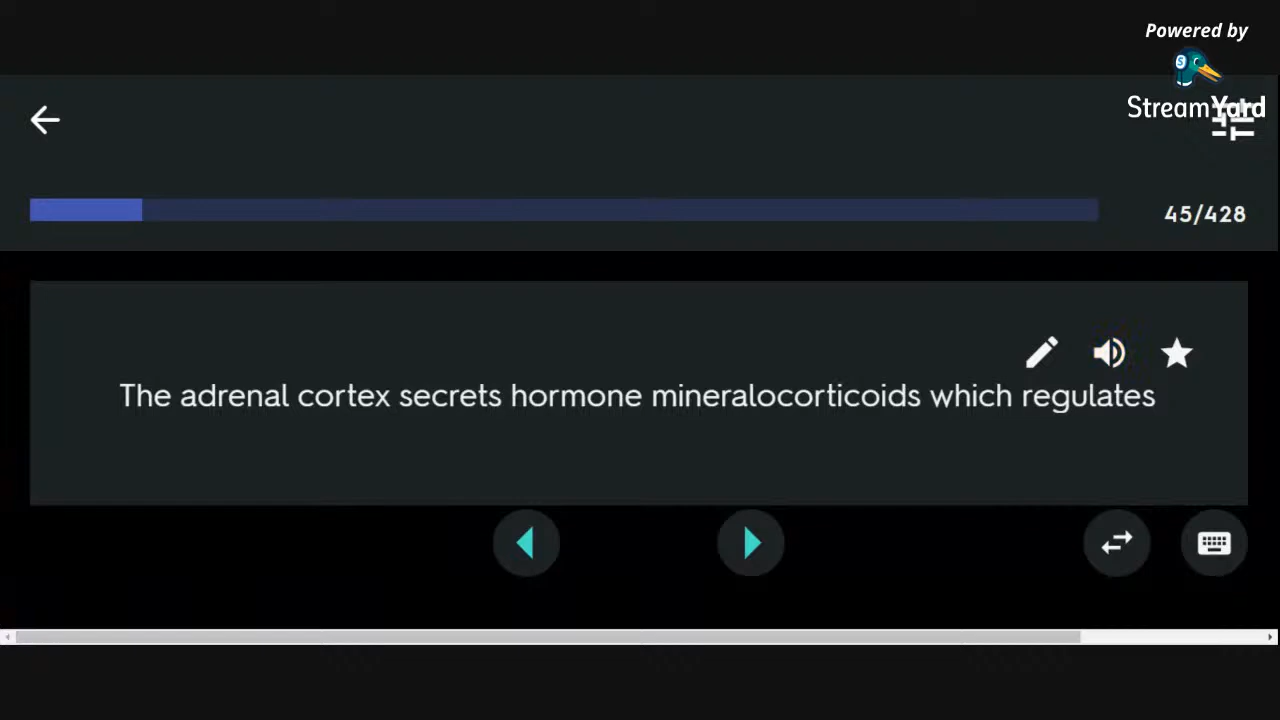 Powered by
StreamYard
45/428
The adrenal cortex secrets hormone mineralocorticoids which regulates